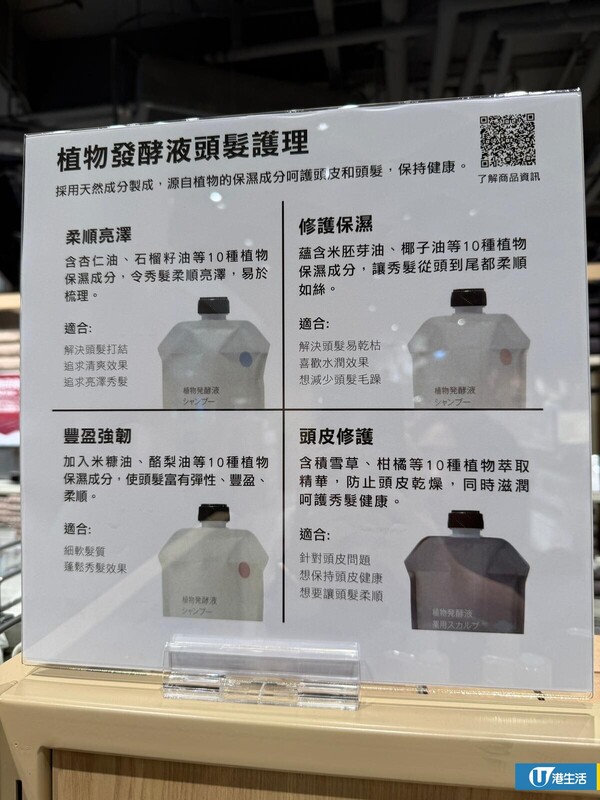 植物發酵液頭髮護理
採用天然成分製成，源自植物的保濕成分呵護頭皮和頭髮，保持健康。
了解商品資訊
柔順亮澤
含杏仁油、石榴籽油等10種植物
保濕成分，令秀髮柔順亮澤，易於
梳理。
適合:
解決頭髮打結
追求清爽效果
追求亮澤秀髮
植物発酵液
シャンプー
修護保濕
蘊含米胚芽油、椰子油等10種植物
保濕成分，讓秀髮從頭到尾都柔順
如絲。
適合:
解決頭髮易乾枯
喜歡水潤效果
想減少頭髮毛躁
植物発酵液
シャンプー
豐盈強韌
加入米糠油、酪梨油等10種植物
保濕成分，使頭髮富有彈性、豐盈、
柔順。
適合:
細軟髮質
蓬鬆秀髮效果
植物発酵液
シャンプー
頭皮修護
含積雪草、柑橘等10種植物萃取
精華，防止頭皮乾燥，同時滋潤
呵護秀髮健康。
適合:
針對頭皮問題
想保持頭皮健康
想要讓頭髮柔順
植物発酵液
薬用スカルプ
U 港生活